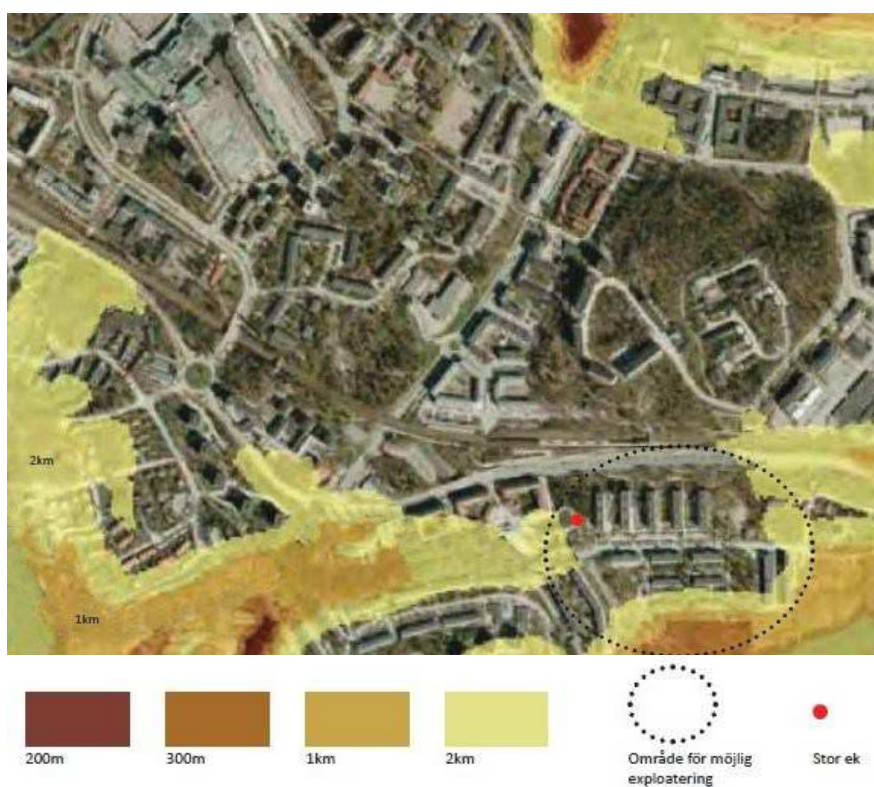 2km
1km
200m
300m
1km
2km
Område för möjlig
exploatering
Stor ek